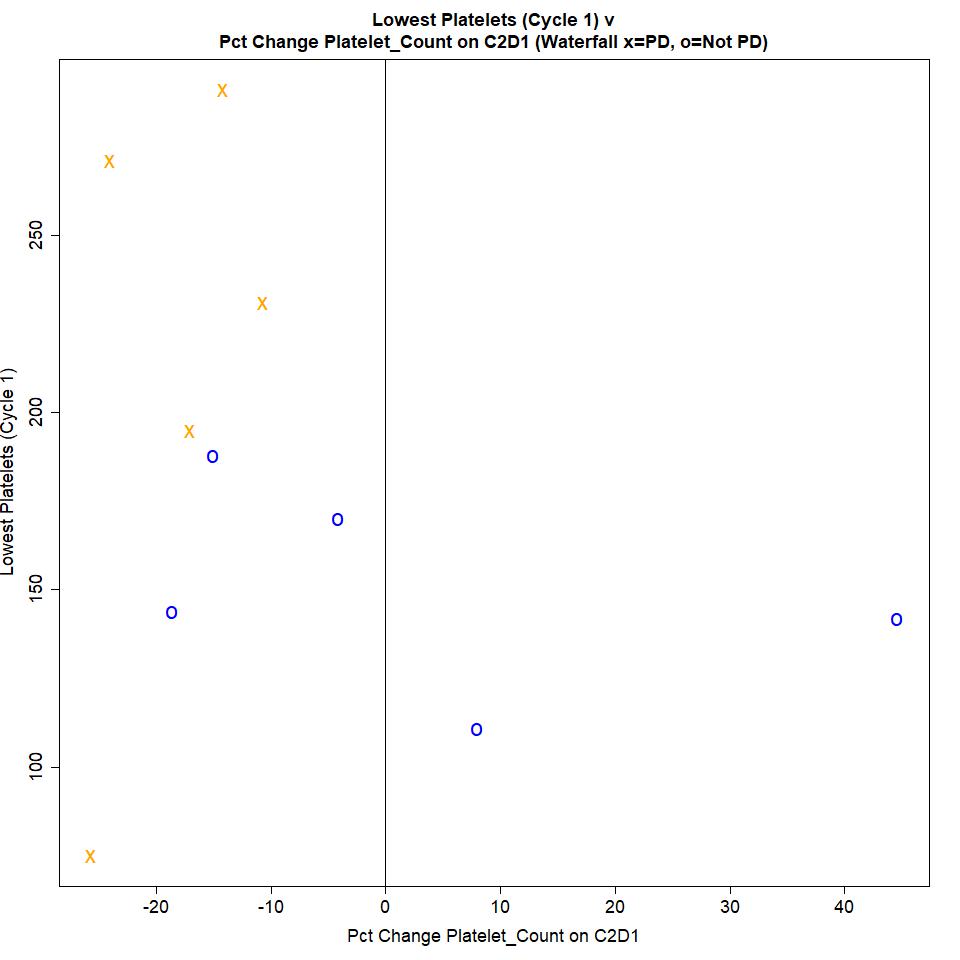 Lowest Platelets (Cycle 1) v
Pct Change Platelet_Count on C2D1 (Waterfall x=PD, o=Not PD)
Lowest Platelets (Cycle 1)
250
200
150
100
x
x
x
x
o
o
o
o
o
x
-20
-10
0
10
20
30
40
Pct Change Platelet_Count on C2D1